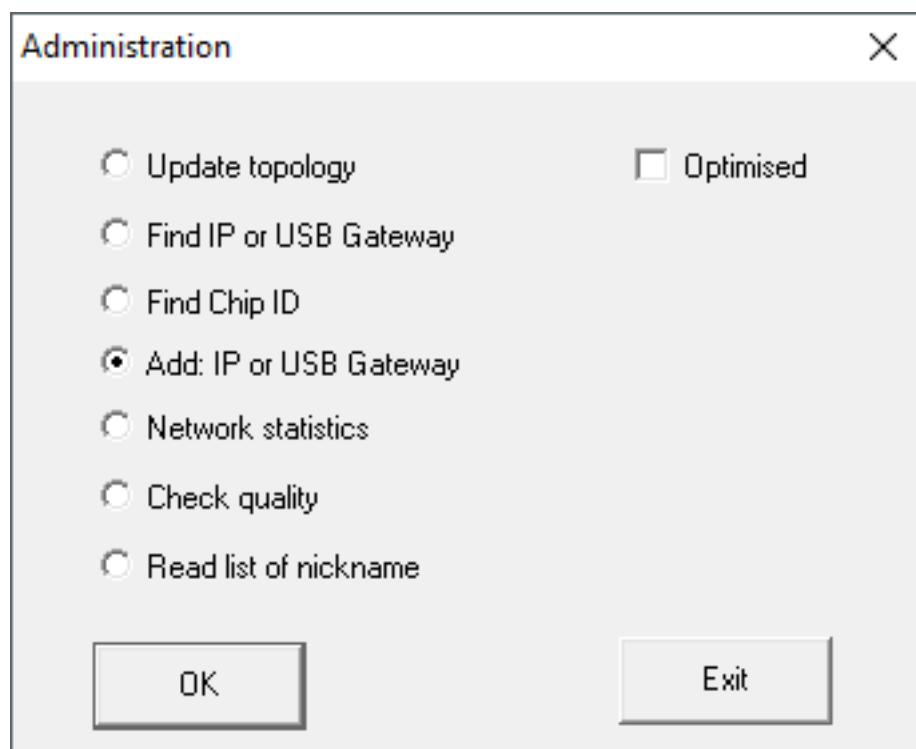 Administration
Update topology
Optimised
Find IP or USB Gateway
Find Chip ID
Add: IP or USB Gateway
Network statistics
Check quality
Read list of nickname
OK
Exit